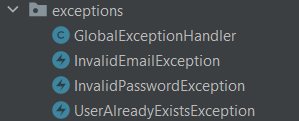 exceptions
GlobalExceptionHandler
InvalidEmailException
InvalidPasswordException
UserAlreadyExistsException